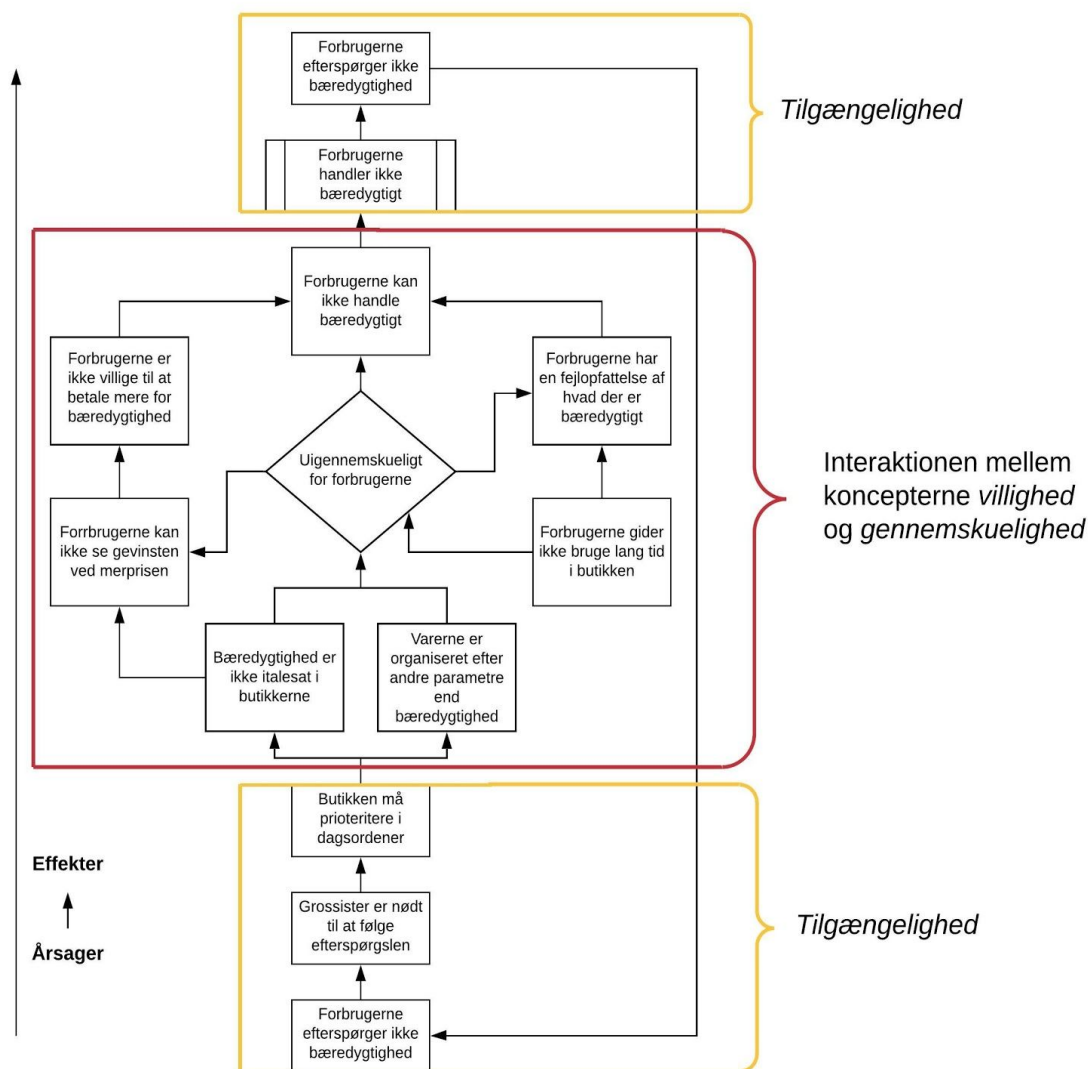 Forbrugerne
efterspørger ikke
bæredygtighed
Tilgængelighed
Forbrugerne
handler ikke
bæredygtigt
Forbrugerne kan
ikke handle
bæredygtigt
Forbrugerne er
ikke villige til at
betale mere for
bæredygtighed
Forbrugerne har
en fejlopfattelse af
hvad der er
bæredygtigt
Uigennemskueligt
for forbrugerne
Interaktionen mellem
koncepterne villighed
og gennemskuelighed
Forrbrugerne kan
ikke se gevinsten
ved merprisen
Forbrugerne gider
ikke bruge lang tid
i butikken
Bæredygtighed er
ikke italesat i
butikkerne
Varerne er
organiseret efter
andre parametre
end
bæredygtighed
Butikken må
prioteritere i
dagsordener
Effekter
Årsager
Grossister er nødt
til at følge
efterspørgslen
Tilgængelighed
Forbrugerne
efterspørger ikke
bæredygtighed